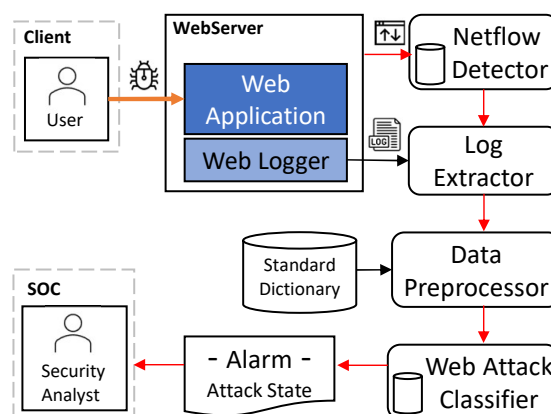 Client
User
WebServer
Web
Application
Web Logger
LOG
Netflow
Detector
Log
Extractor
Standard
Dictionary
Data
Preprocessor
SOC
Security
Analyst
- Alarm -
Attack State
Web Attack
Classifier